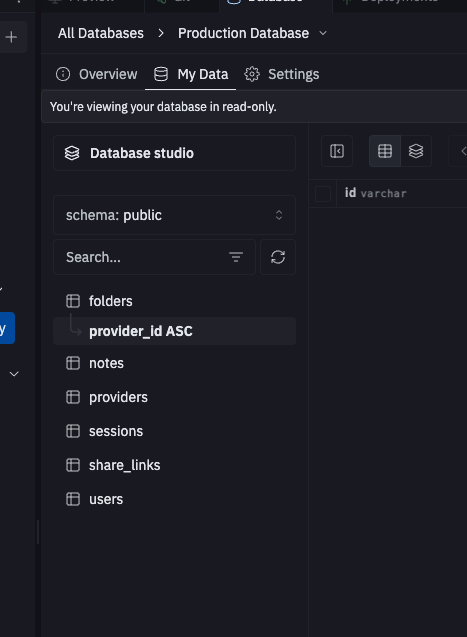 Database
All Databases > Production Database
Overview My Data Settings
You're viewing your database in read-only.
Database studio
id varchar
schema: public
Search...
folders
provider_id ASC
notes
providers
sessions
share_links
users